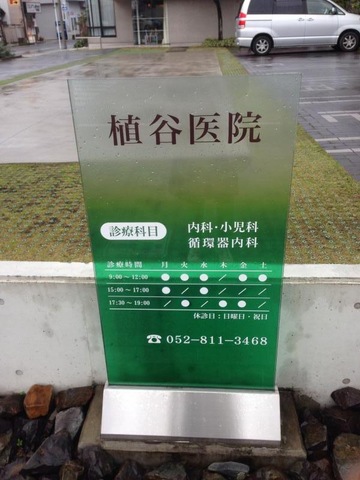 植谷医院
診療科目
内科・小児科
循環器内科
診療時間 月 火 水 木 金 土
9:00～12:00 ● ● ● ／ ● ●
15:00～17:00 ● ／ ● ／ ／ ／
17:30～19:00 ／ ● ／ ● ● ／
休診日：日曜日・祝日
☎052-811-3468